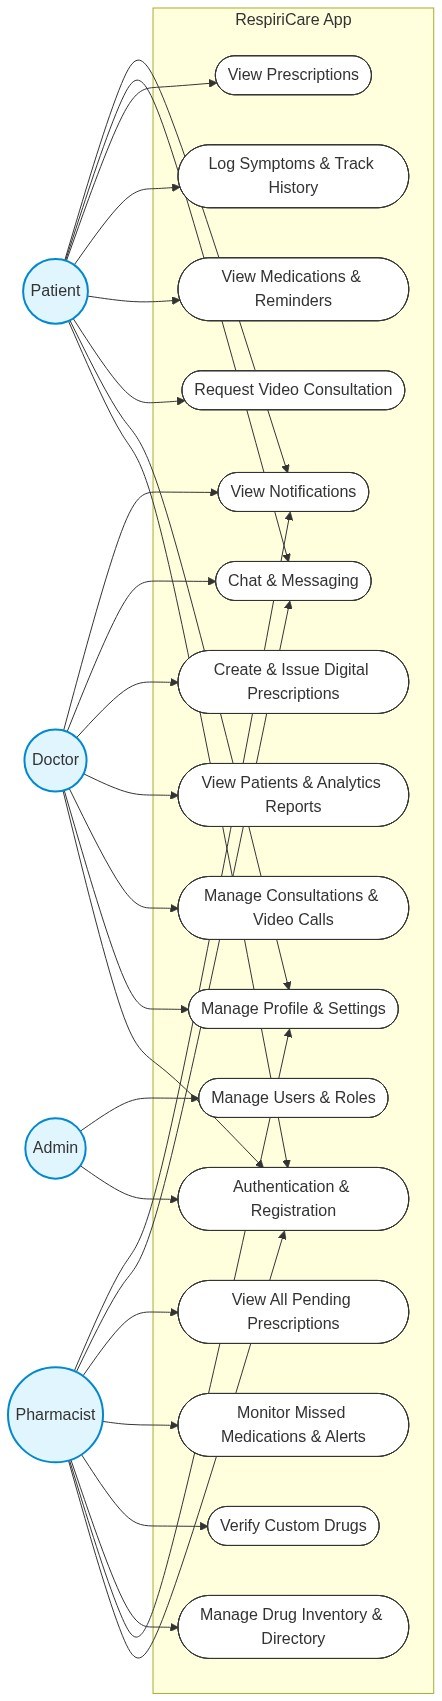 RespiriCare App
View Prescriptions
Log Symptoms & Track
History
View Medications &
Reminders
Patient
Request Video Consultation
View Notifications
Chat & Messaging
Create & Issue Digital
Prescriptions
Doctor
View Patients & Analytics
Reports
Manage Consultations &
Video Calls
Manage Profile & Settings
Manage Users & Roles
Admin
Authentication &
Registration
View All Pending
Prescriptions
Pharmacist
Monitor Missed
Medications & Alerts
Verify Custom Drugs
Manage Drug Inventory &
Directory